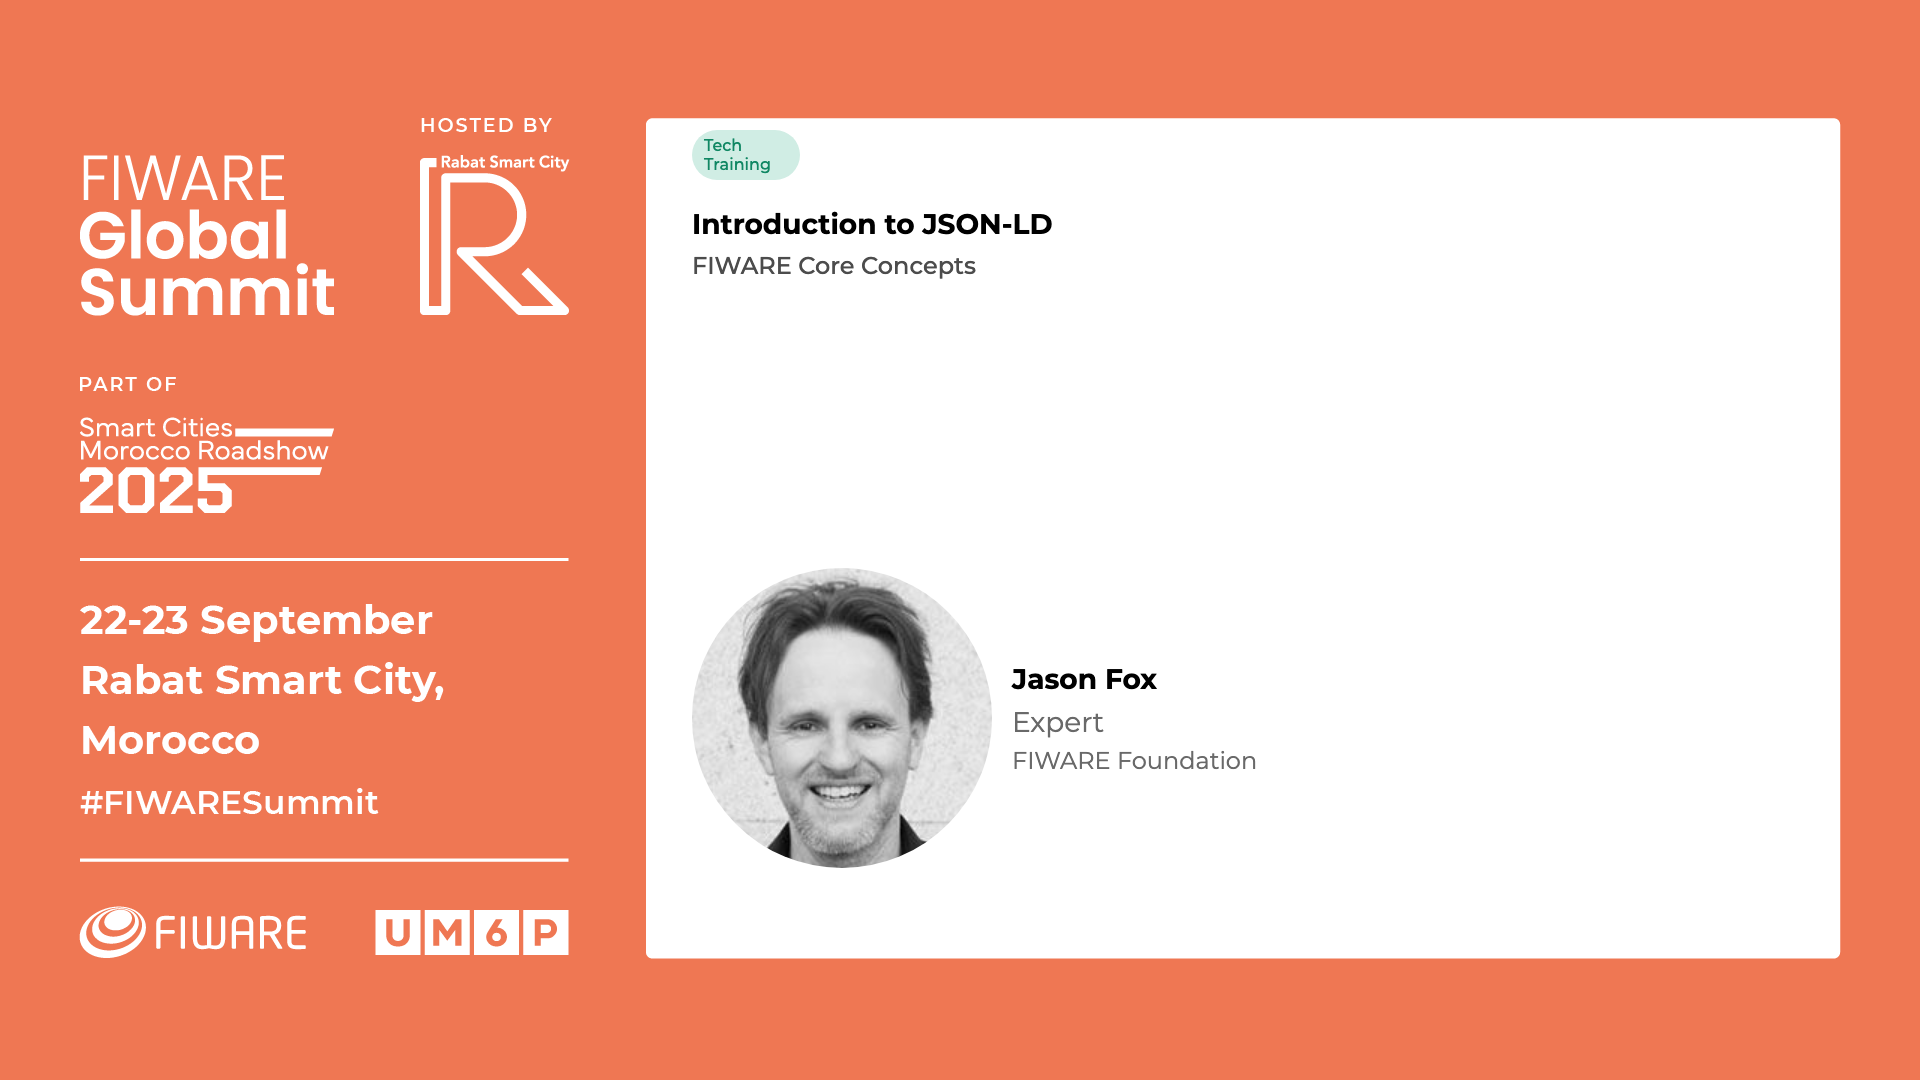 HOSTED BY
FIWARE
Global
Summit
Rabat Smart City
R
PART OF
Smart Cities
Morocco Roadshow
2025
22-23 September
Rabat Smart City,
Morocco
#FIWARESummit
FIWARE
UM6P
Tech
Training
Introduction to JSON-LD
FIWARE Core Concepts
Jason Fox
Expert
FIWARE Foundation